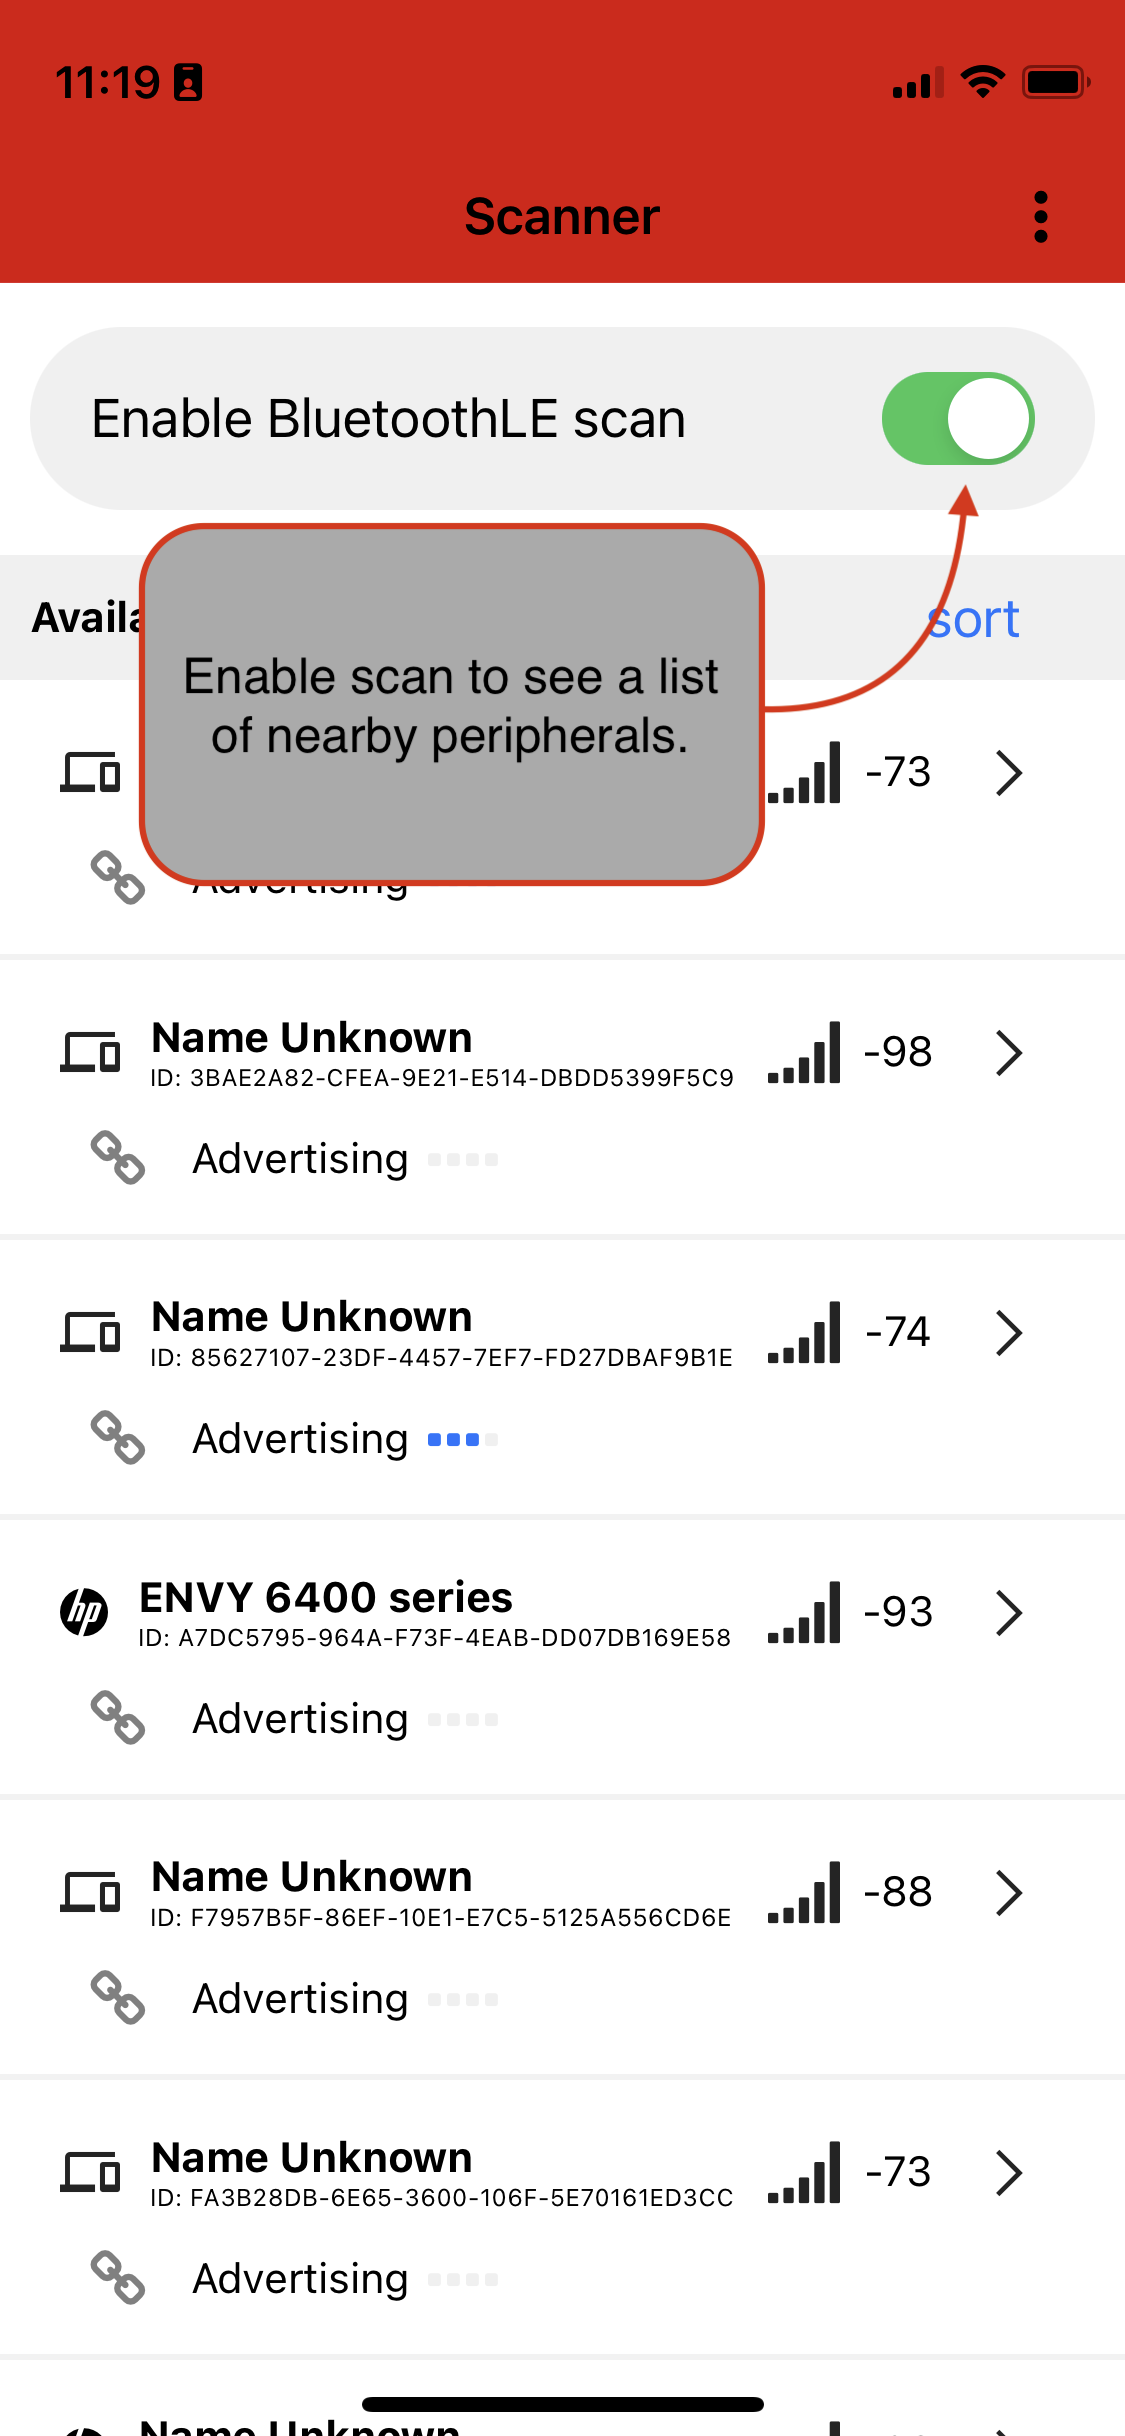 11:19
Scanner
Enable BluetoothLE scan
sort
Enable scan to see a list
of nearby peripherals.
-73
Advertising
Name Unknown
ID: 3BAE2A82-CFEA-9E21-E514-DBDD5399F5C9
-98
Advertising
Name Unknown
ID: 85627107-23DF-4457-7EF7-FD27DBAF9B1E
-74
Advertising
hp
ENVY 6400 series
ID: A7DC5795-964A-F73F-4EAB-DD07DB169E58
-93
Advertising
Name Unknown
ID: F7957B5F-86EF-10E1-E7C5-5125A556CD6E
-88
Advertising
Name Unknown
ID: FA3B28DB-6E65-3600-106F-5E70161ED3CC
-73
Advertising
Name Unknown